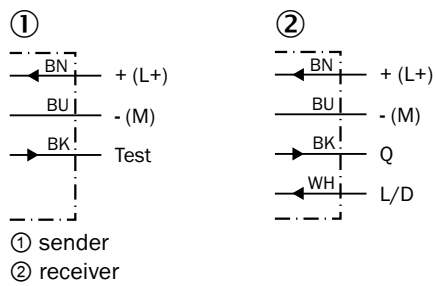 ① ②
BN + (L+) BN + (L+)
BU - (M) BU - (M)
BK Test BK Q
WH L/D
① sender
② receiver